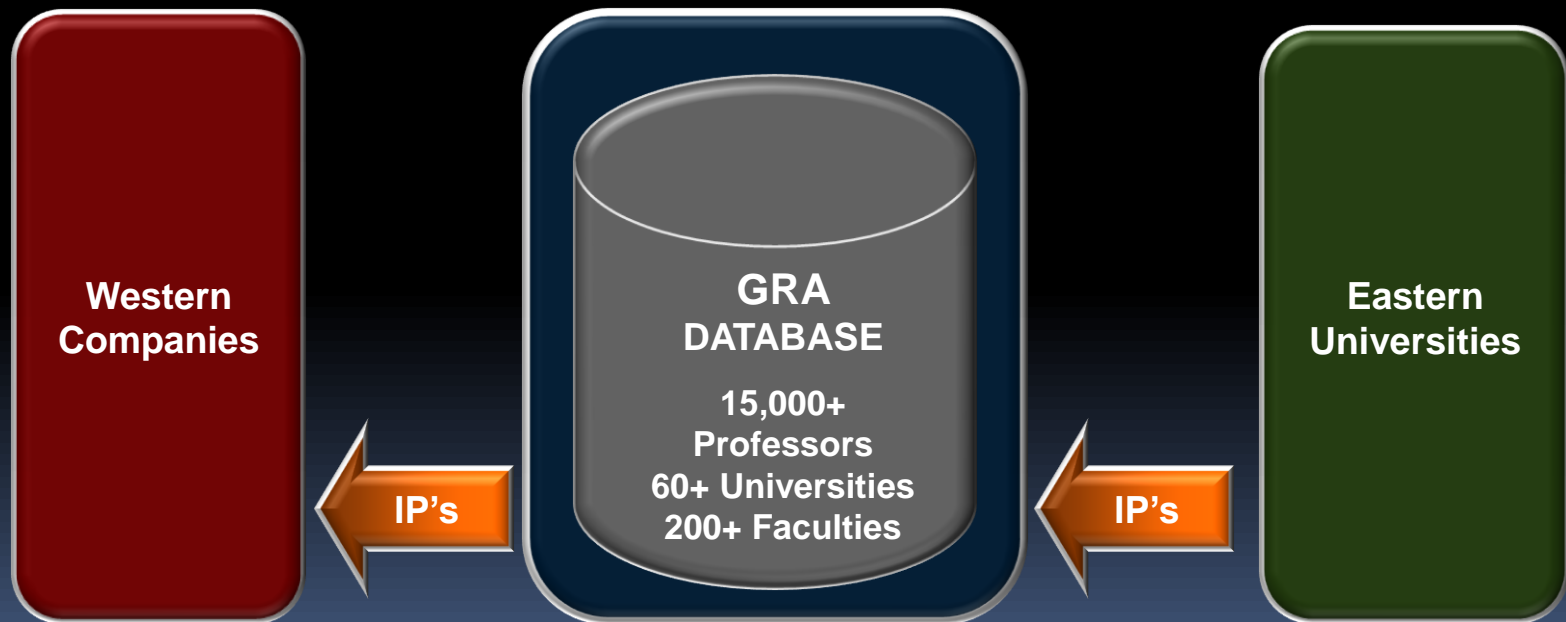 Western
Companies
IP’s
GRA
DATABASE
15,000+
Professors
60+ Universities
200+ Faculties
IP’s
Eastern
Universities